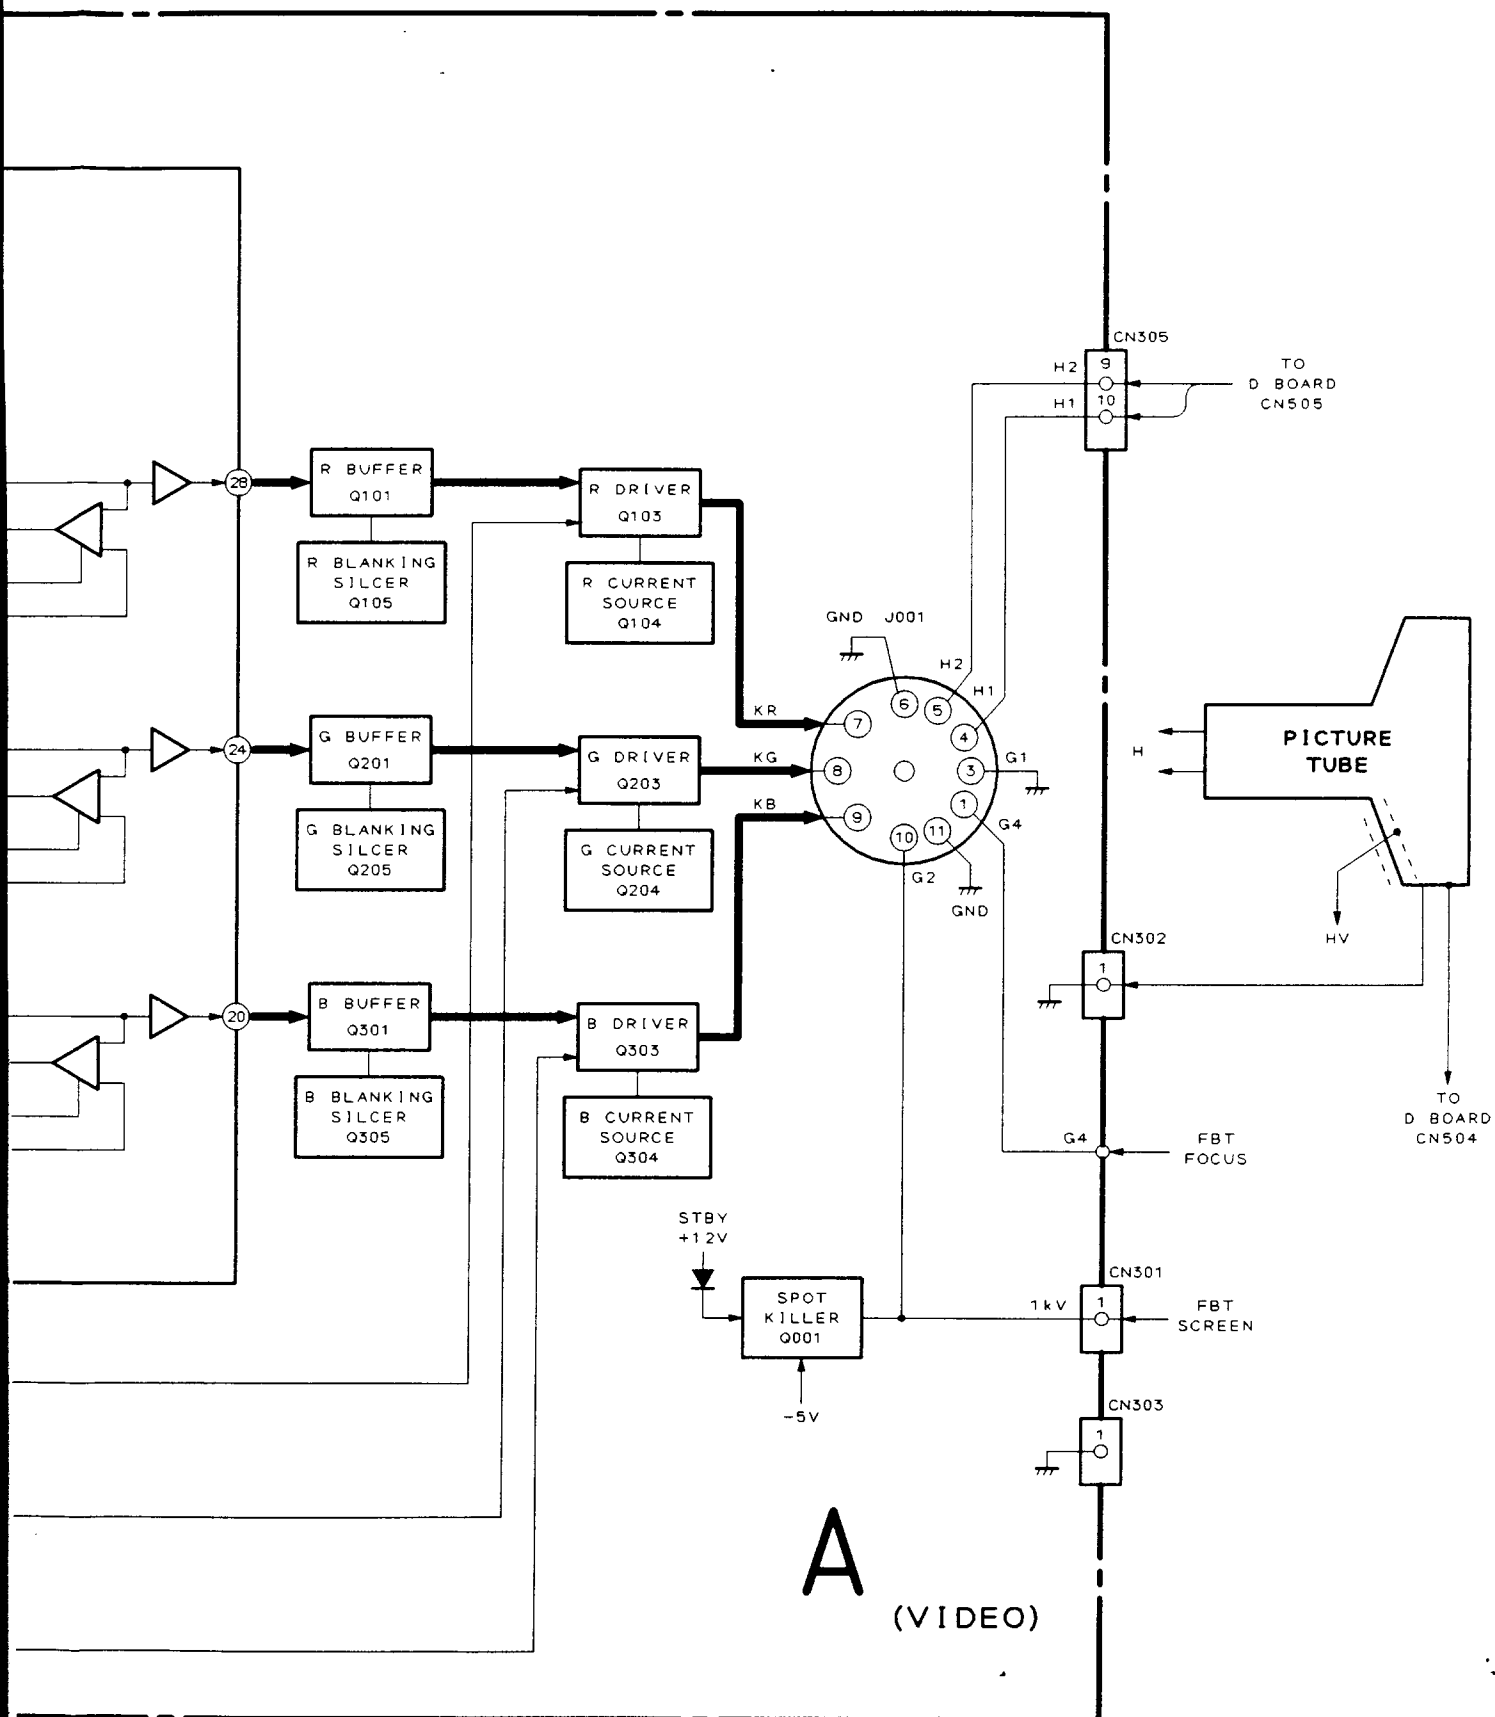 CN305
H2
9
H1
10
TO
D BOARD
CN505
28
R BUFFER
Q101
R DRIVER
Q103
R BLANKING
SILCER
Q105
R CURRENT
SOURCE
Q104
GND J001
H2
H1
6
5
7
4
KR
24
G BUFFER
Q201
G DRIVER
Q203
KG
8
3
G1
H
PICTURE
TUBE
KB
9
1
10
11
G4
G2
GND
G BLANKING
SILCER
Q205
G CURRENT
SOURCE
Q204
HV
CN302
1
20
B BUFFER
Q301
B DRIVER
Q303
B BLANKING
SILCER
Q305
B CURRENT
SOURCE
Q304
TO
D BOARD
CN504
G4
FBT
FOCUS
STBY
+12V
SPOT
KILLER
Q001
-5V
1kV
CN301
1
FBT
SCREEN
CN303
1
A
(VIDEO)